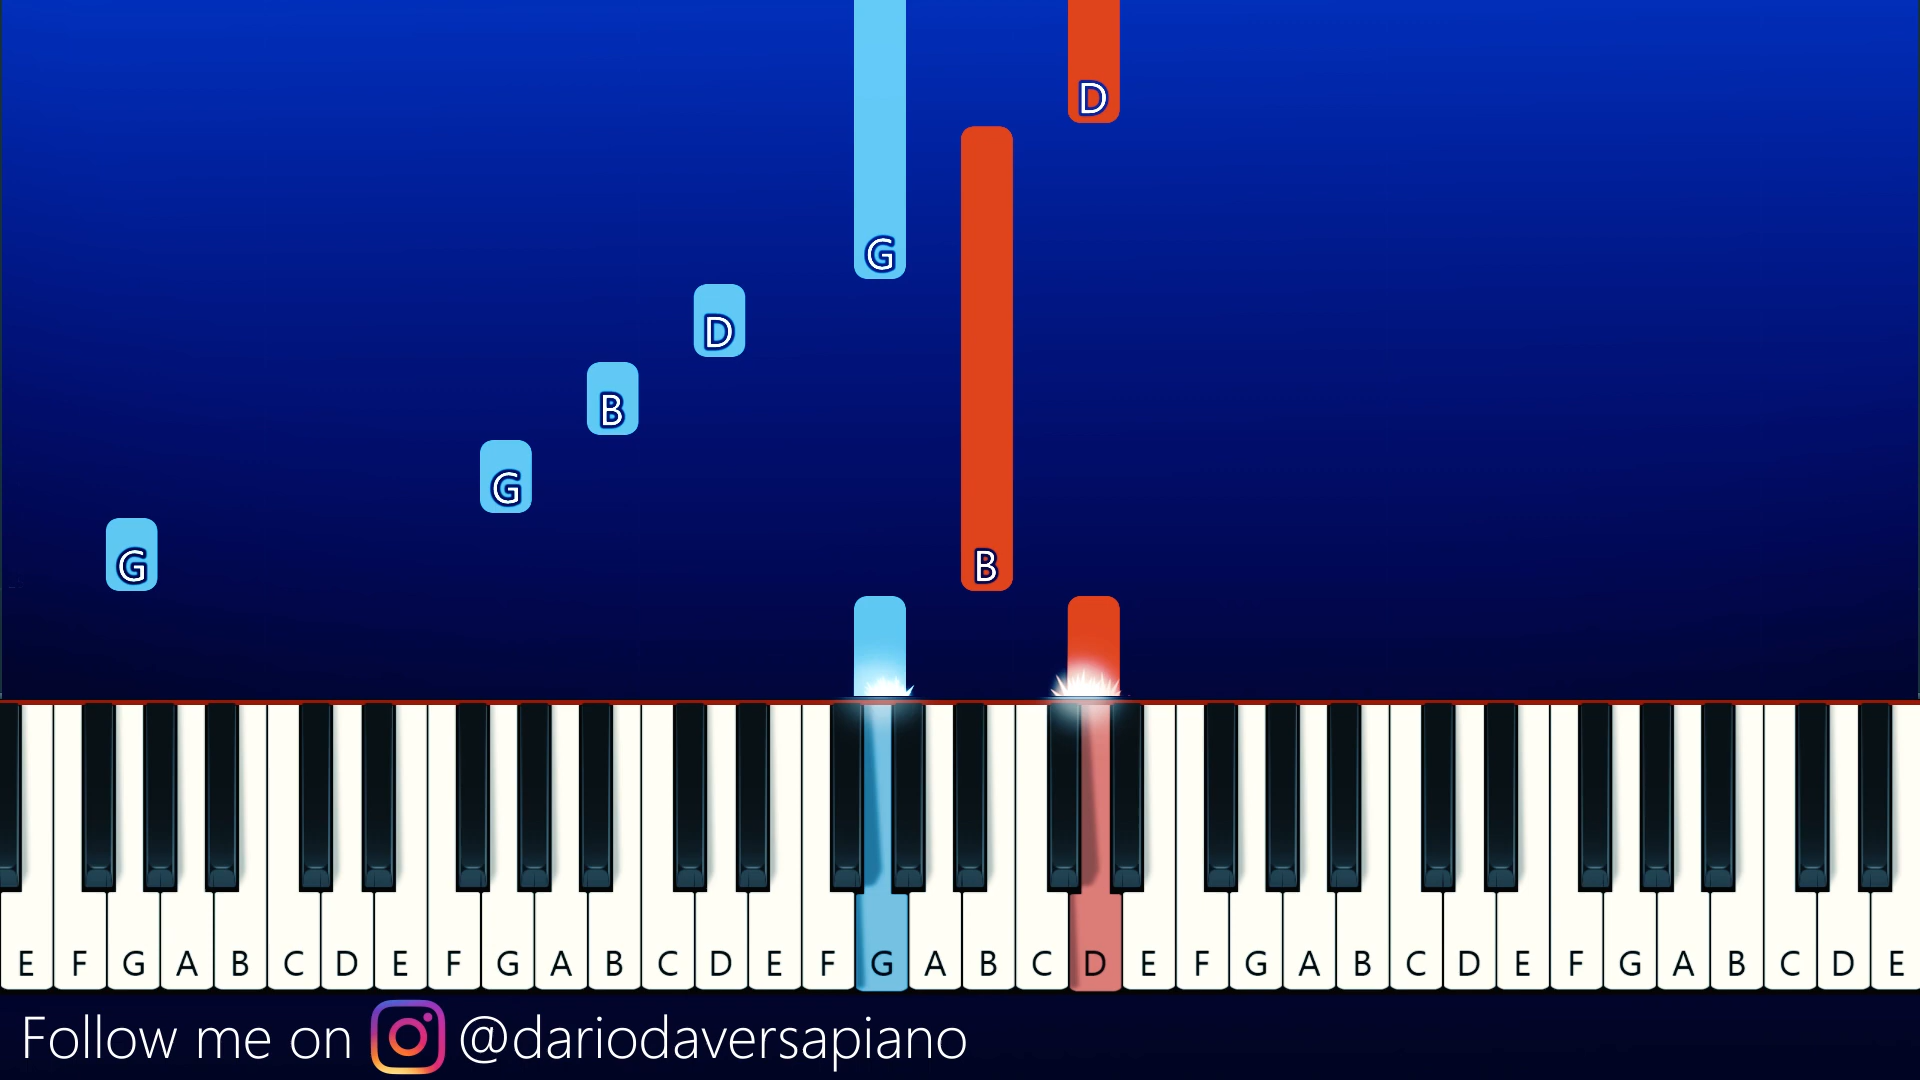 D
G
D
B
G
G B
E F G A B C D E F G A B C D E F G A B C D E F G A B C D E F G A B C D E
Follow me on @dariodaversapiano